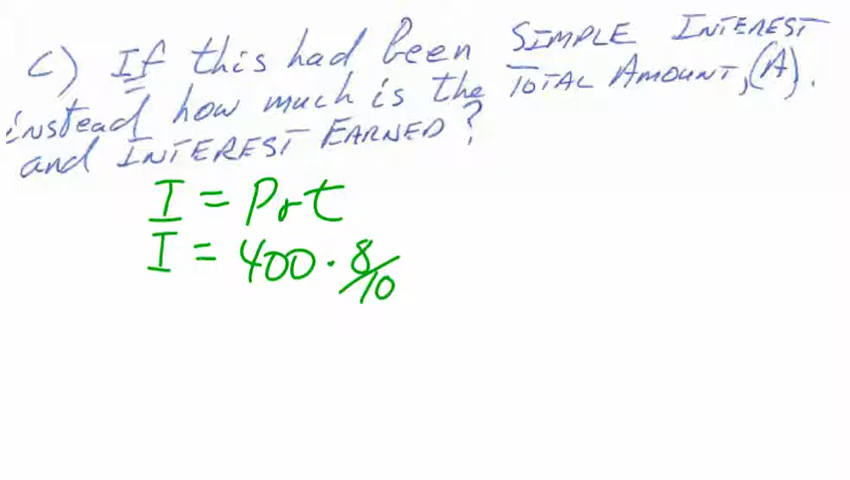 c) If this had been SIMPLE INTEREST
instead how much is the TOTAL AMOUNT, (A).
and INTEREST EARNED?
I = Prt
I = 400 · 8/10